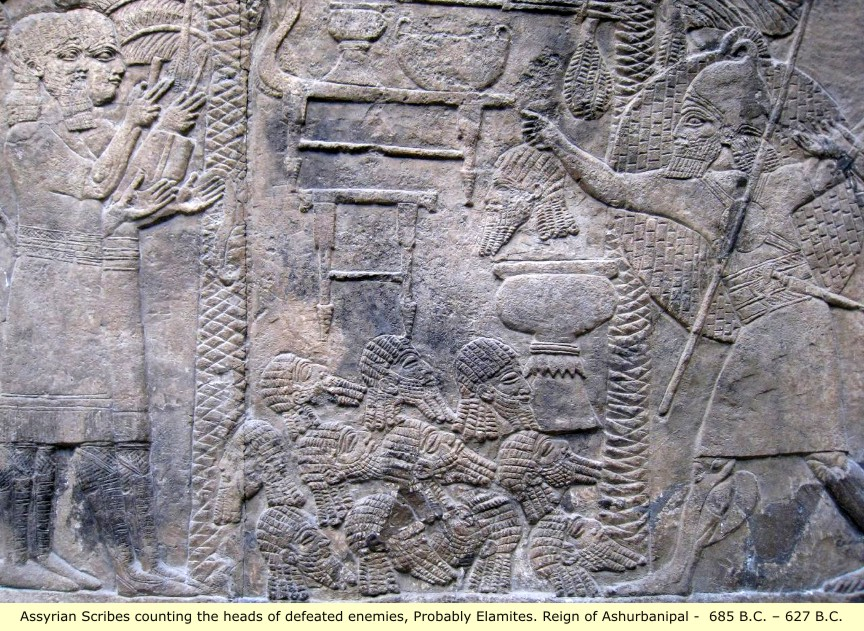 Assyrian Scribes counting the heads of defeated enemies, Probably Elamites. Reign of Ashurbanipal - 685 B.C. – 627 B.C.